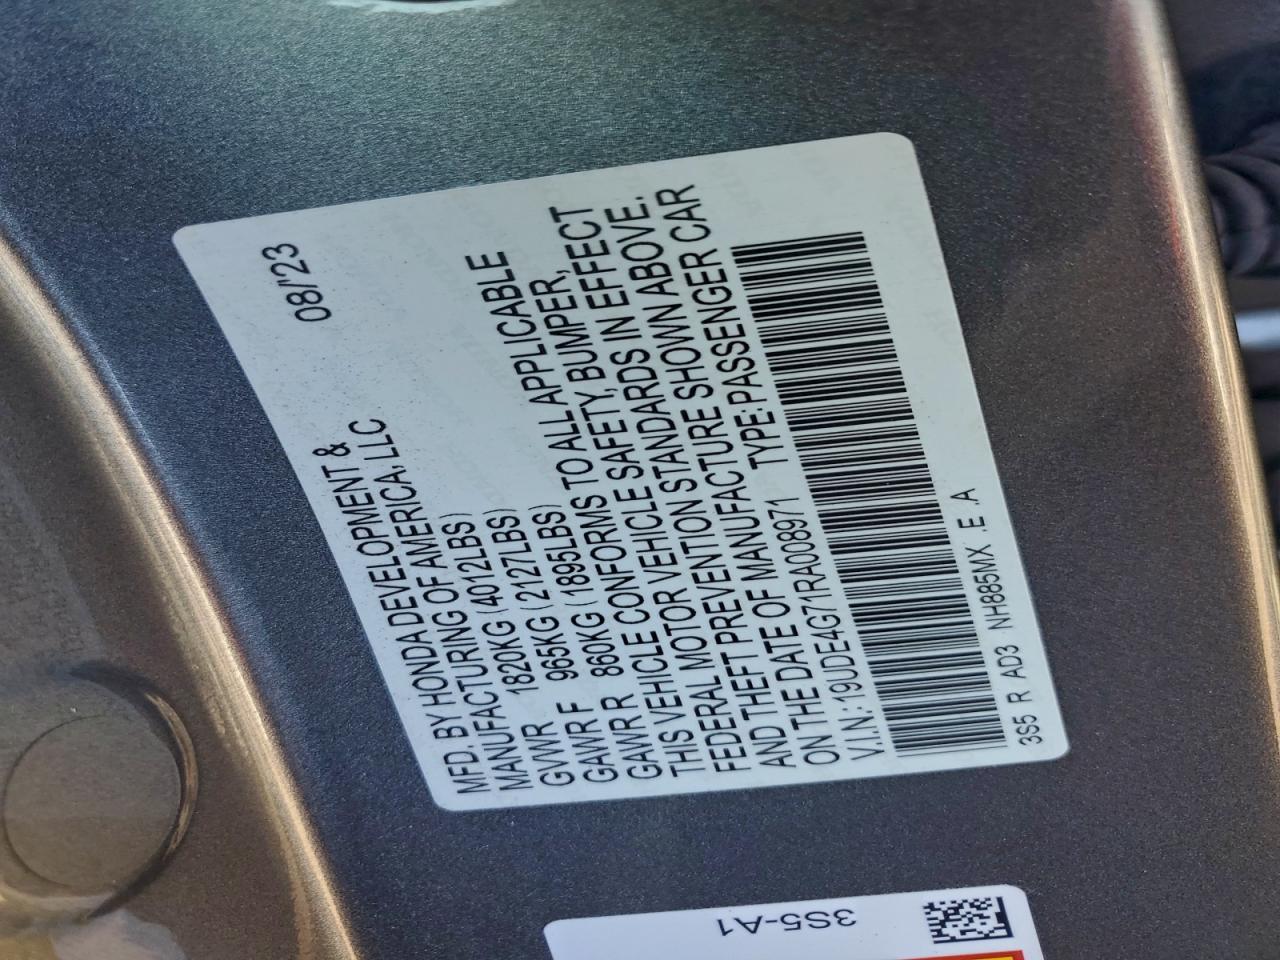 MFD. BY HONDA DEVELOPMENT & 08/'23
MANUFACTURING OF AMERICA, LLC
GVWR 1820KG (4012LBS)
GAWR F 965KG (2127LBS)
GAWR R 860KG (1895LBS)
THIS VEHICLE CONFORMS TO ALL APPLICABLE
FEDERAL MOTOR VEHICLE SAFETY, BUMPER,
AND THEFT PREVENTION STANDARDS IN EFFECT
ON THE DATE OF MANUFACTURE SHOWN ABOVE.
V.I.N: 19UDE4G71RA008971 TYPE:PASSENGER CAR
3S5 R AD3 NH885MX .E .A
3S5-A1